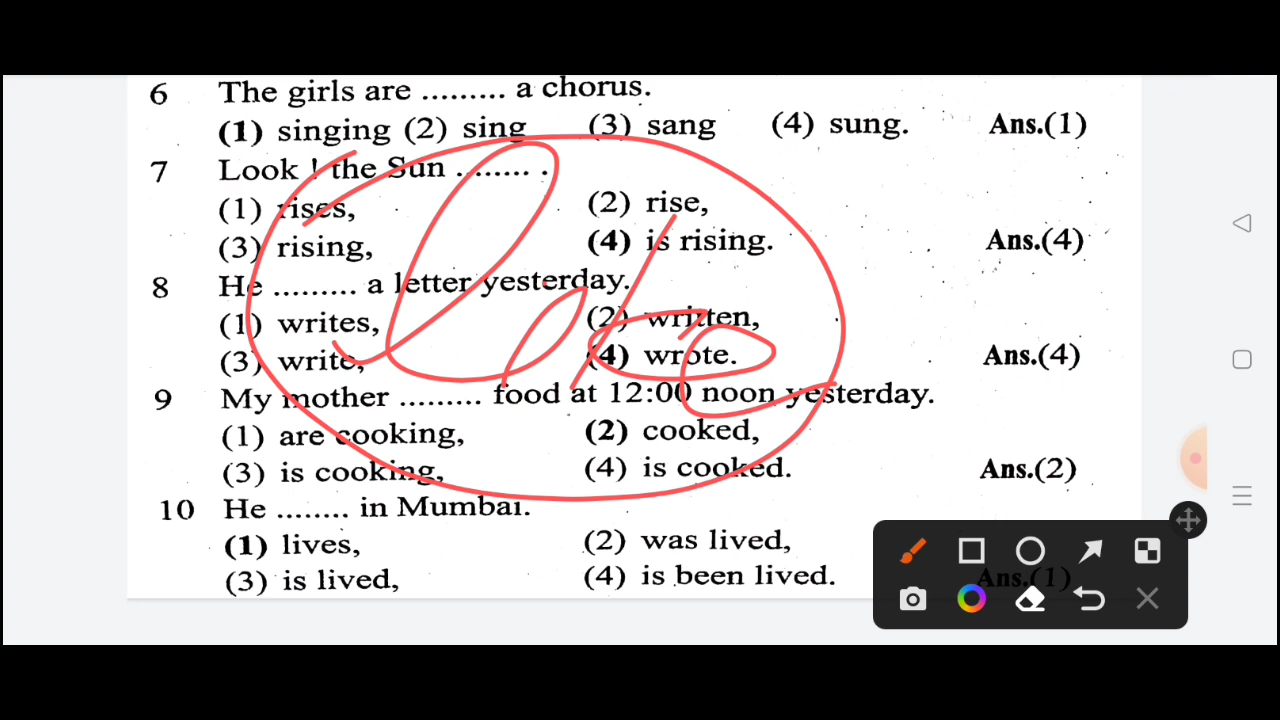 6 The girls are ......... a chorus.
(1) singing (2) sing (3) sang (4) sung. Ans.(1)
7 Look ! the Sun ........ .
(1) rises, (2) rise,
(3) rising, (4) is rising. Ans.(4)
8 He ......... a letter yesterday.
(1) writes, (2) written,
(3) write, (4) wrote. Ans.(4)
9 My mother ......... food at 12:00 noon yesterday.
(1) are cooking, (2) cooked,
(3) is cooking, (4) is cooked. Ans.(2)
10 He ........ in Mumbai.
(1) lives, (2) was lived,
(3) is lived, (4) is been lived. Ans.(1)